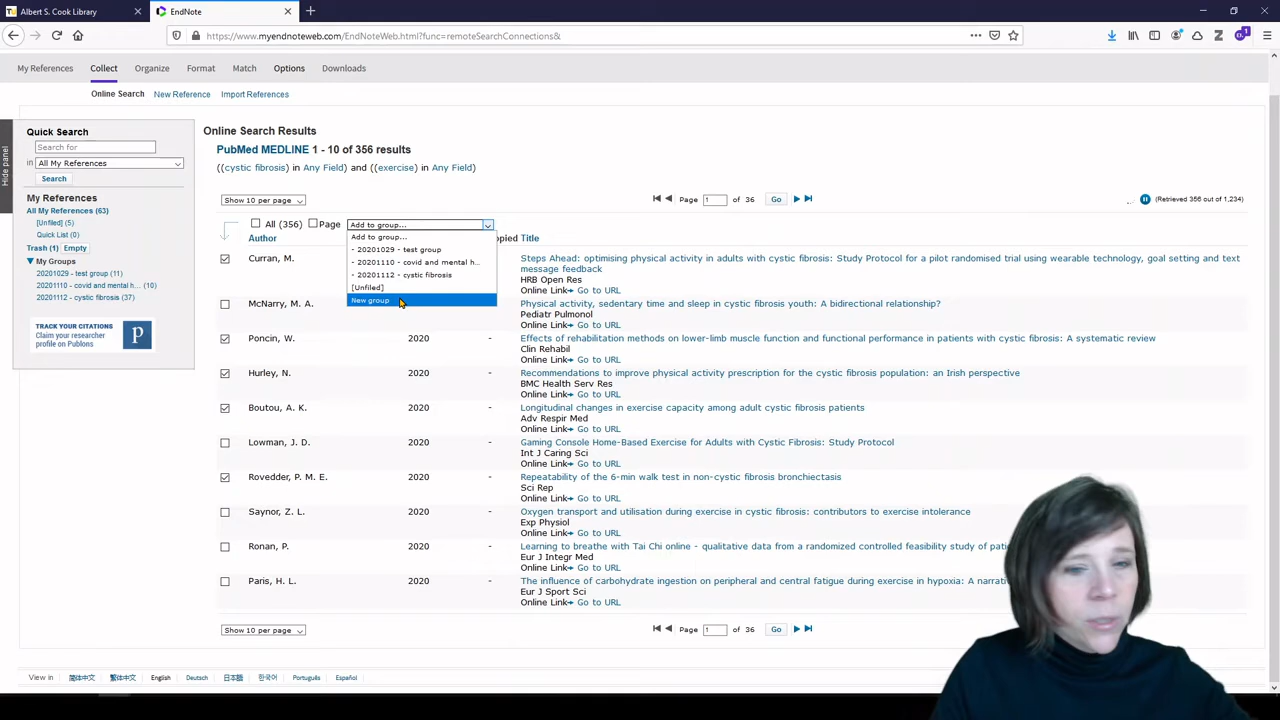 Albert S. Cook Library
EndNote
https://www.myendnoteweb.com/EndNoteWeb.html?func=remoteSearchConnections&
My References Collect Organize Format Match Options Downloads
Online Search New Reference Import References
Hide panel
Quick Search
Search for
in All My References
Search
My References
All My References (63)
[Unfiled] (5)
Quick List (0)
Trash (1) Empty
My Groups
20201029 - test group (11)
20201110 - covid and mental h... (10)
20201112 - cystic fibrosis (37)
TRACK YOUR CITATIONS
Claim your researcher
profile on Publons
Online Search Results
PubMed MEDLINE 1 - 10 of 356 results
((cystic fibrosis) in Any Field) and ((exercise) in Any Field)
Show 10 per page
Page 1 of 36 Go
(Retrieved 356 out of 1,234)
All (356) Page Add to group...
Add to group...
- 20201029 - test group
- 20201110 - covid and mental h...
- 20201112 - cystic fibrosis
[Unfiled]
New group
Author opied Title
Curran, M. Steps Ahead: optimising physical activity in adults with cystic fibrosis: Study Protocol for a pilot randomised trial using wearable technology, goal setting and text
message feedback
HRB Open Res
Online Link Go to URL
McNarry, M. A. Physical activity, sedentary time and sleep in cystic fibrosis youth: A bidirectional relationship?
Pediatr Pulmonol
Online Link Go to URL
Poncin, W. 2020 - Effects of rehabilitation methods on lower-limb muscle function and functional performance in patients with cystic fibrosis: A systematic review
Clin Rehabil
Online Link Go to URL
Hurley, N. 2020 - Recommendations to improve physical activity prescription for the cystic fibrosis population: an Irish perspective
BMC Health Serv Res
Online Link Go to URL
Boutou, A. K. 2020 - Longitudinal changes in exercise capacity among adult cystic fibrosis patients
Adv Respir Med
Online Link Go to URL
Lowman, J. D. 2020 - Gaming Console Home-Based Exercise for Adults with Cystic Fibrosis: Study Protocol
Int J Caring Sci
Online Link Go to URL
Rovedder, P. M. E. 2020 - Repeatability of the 6-min walk test in non-cystic fibrosis bronchiectasis
Sci Rep
Online Link Go to URL
Saynor, Z. L. 2020 - Oxygen transport and utilisation during exercise in cystic fibrosis: contributors to exercise intolerance
Exp Physiol
Online Link Go to URL
Ronan, P. 2020 - Learning to breathe with Tai Chi online - qualitative data from a randomized controlled feasibility study of pati
Eur J Integr Med
Online Link Go to URL
Paris, H. L. 2020 - The influence of carbohydrate ingestion on peripheral and central fatigue during exercise in hypoxia: A narrati
Eur J Sport Sci
Online Link Go to URL
Show 10 per page
Page 1 of 36 Go
View in 简体中文 繁體中文 English Deutsch 日本語 한국어 Português Español